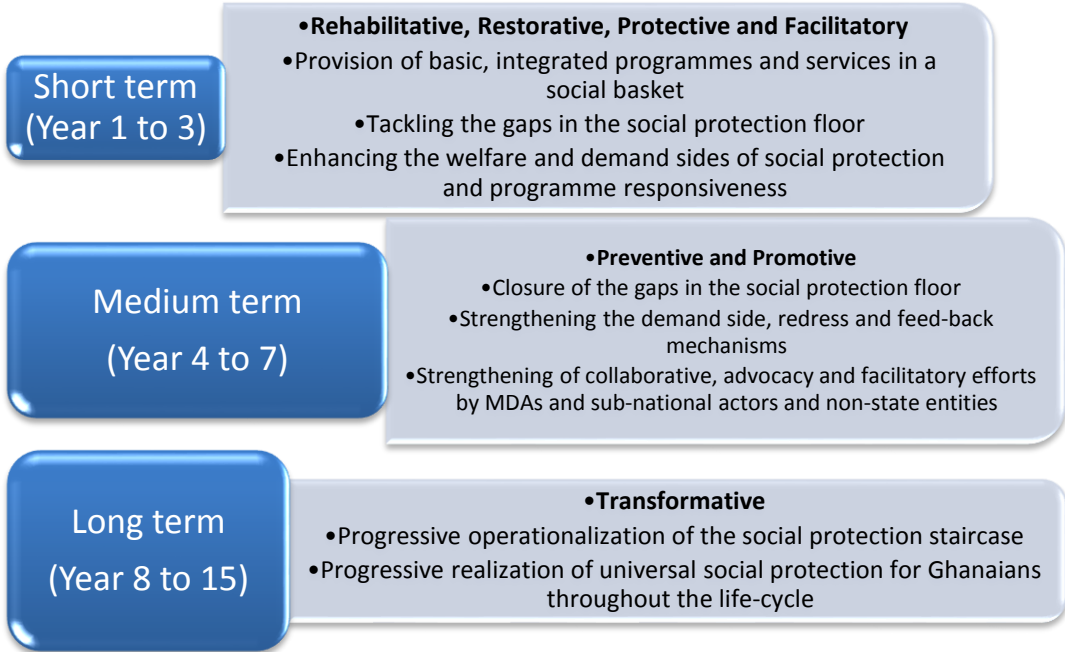 Short term
(Year 1 to 3)
•Rehabilitative, Restorative, Protective and Facilitatory
•Provision of basic, integrated programmes and services in a
social basket
•Tackling the gaps in the social protection floor
•Enhancing the welfare and demand sides of social protection
and programme responsiveness
Medium term
(Year 4 to 7)
•Preventive and Promotive
•Closure of the gaps in the social protection floor
•Strengthening the demand side, redress and feed-back
mechanisms
•Strengthening of collaborative, advocacy and facilitatory efforts
by MDAs and sub-national actors and non-state entities
Long term
(Year 8 to 15)
•Transformative
•Progressive operationalization of the social protection staircase
•Progressive realization of universal social protection for Ghanaians
throughout the life-cycle